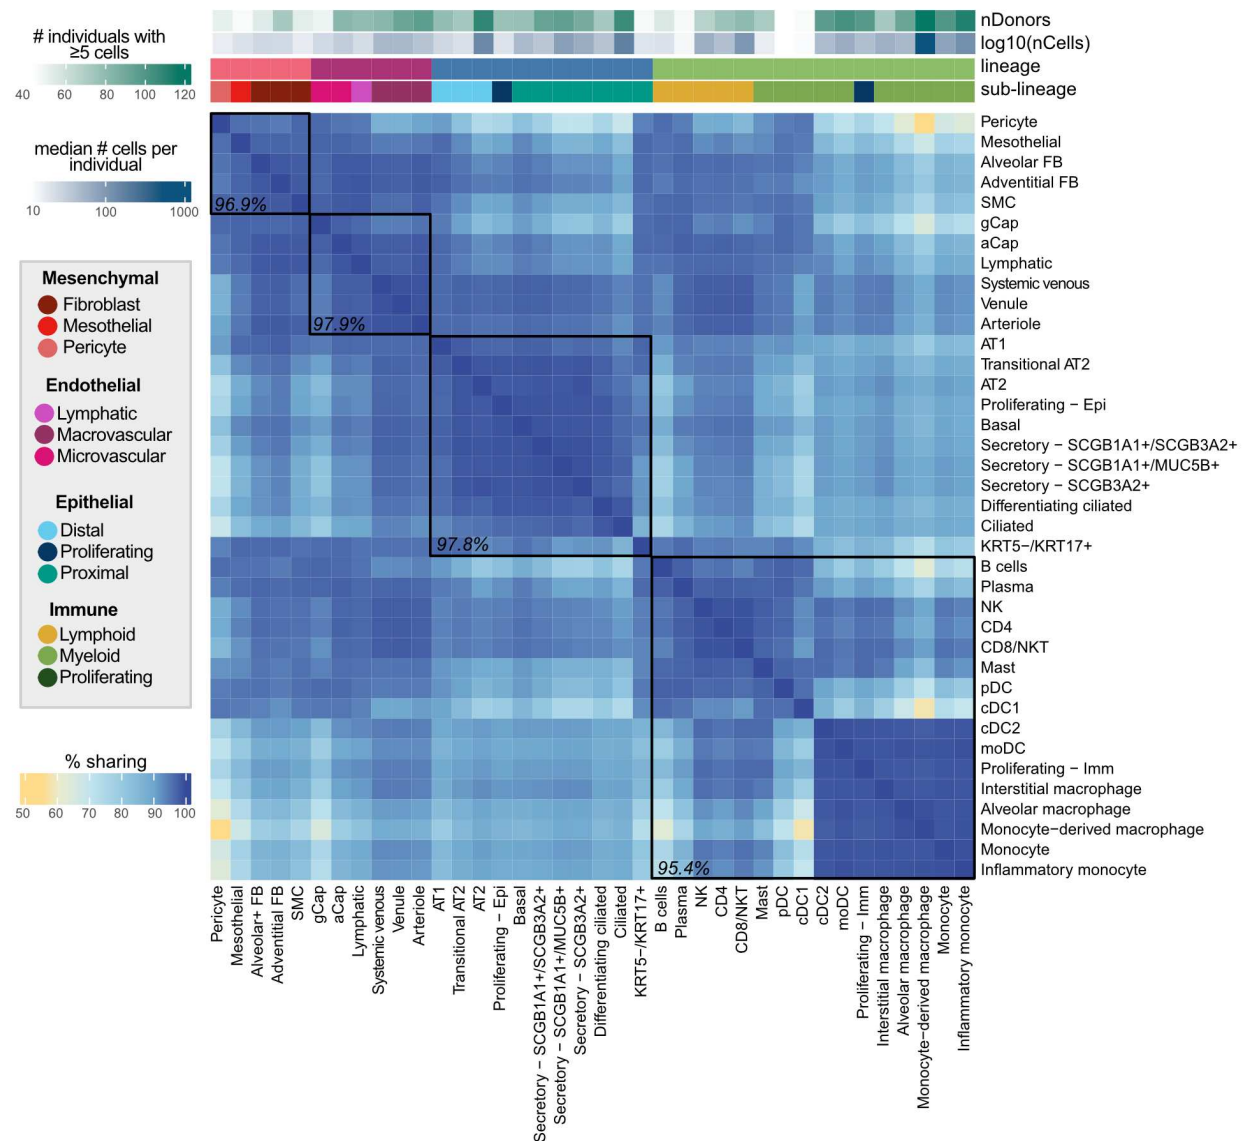 nDonors
log10(nCells)
lineage
sub-lineage
# individuals with
≥5 cells
40 60 80 100 120
median # cells per
individual
10 100 1000
Mesenchymal
Fibroblast
Mesothelial
Pericyte
Endothelial
Lymphatic
Macrovascular
Microvascular
Epithelial
Distal
Proliferating
Proximal
Immune
Lymphoid
Myeloid
Proliferating
% sharing
50 60 70 80 90 100
96.9%
97.9%
97.8%
95.4%
Pericyte
Mesothelial
Alveolar FB
Adventitial FB
SMC
gCap
aCap
Lymphatic
Systemic venous
Venule
Arteriole
AT1
Transitional AT2
AT2
Proliferating − Epi
Basal
Secretory − SCGB1A1+/SCGB3A2+
Secretory − SCGB1A1+/MUC5B+
Secretory − SCGB3A2+
Differentiating ciliated
Ciliated
KRT5−/KRT17+
B cells
Plasma
NK
CD4
CD8/NKT
Mast
pDC
cDC1
cDC2
moDC
Proliferating − Imm
Interstitial macrophage
Alveolar macrophage
Monocyte-derived macrophage
Monocyte
Inflammatory monocyte
Pericyte
Mesothelial
Alveolar+ FB
Adventitial FB
SMC
gCap
aCap
Lymphatic
Systemic venous
Venule
Arteriole
AT1
Transitional AT2
AT2
Proliferating − Epi
Basal
Secretory − SCGB1A1+/SCGB3A2+
Secretory − SCGB1A1+/MUC5B+
Secretory − SCGB3A2+
Differentiating ciliated
Ciliated
KRT5−/KRT17+
B cells
Plasma
NK
CD4
CD8/NKT
Mast
pDC
cDC1
cDC2
moDC
Proliferating − Imm
Interstitial macrophage
Alveolar macrophage
Monocyte-derived macrophage
Monocyte
Inflammatory monocyte